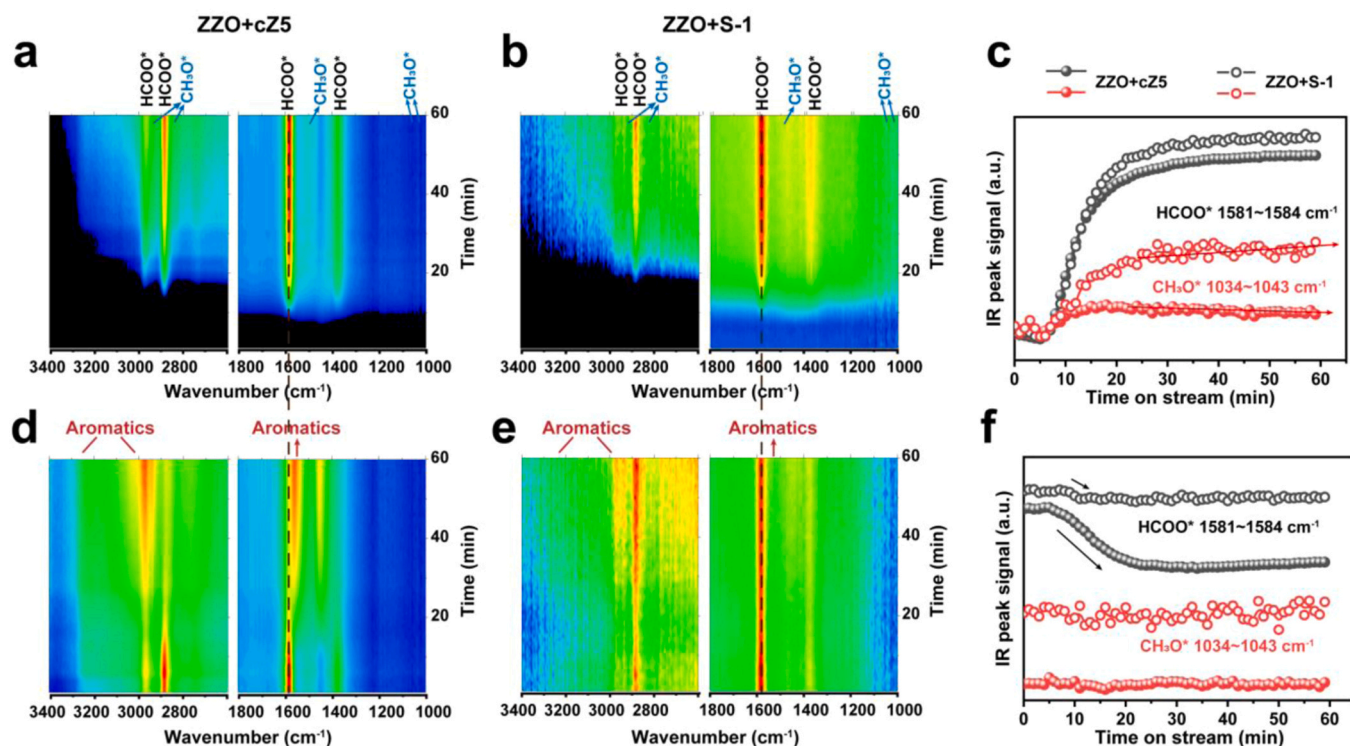 ZZO+cZ5
ZZO+S-1
a
HCOO*
HCOO*
CH₃O*
HCOO*
CH₃O*
HCOO*
CH₃O*
60
40
20
Time (min)
3400 3200 3000 2800 1600 1400 1200 1000
Wavenumber (cm⁻¹)
b
HCOO*
HCOO*
CH₃O*
HCOO*
CH₃O*
HCOO*
CH₃O*
60
40
20
Time (min)
3400 3200 3000 2800 1600 1400 1200 1000
Wavenumber (cm⁻¹)
c
ZZO+cZ5
ZZO+S-1
IR peak signal (a.u.)
HCOO* 1581~1584 cm⁻¹
CH₃O* 1034~1043 cm⁻¹
0 10 20 30 40 50 60
Time on stream (min)
d
Aromatics
Aromatics
60
40
20
Time (min)
3400 3200 3000 2800 1600 1400 1200 1000
Wavenumber (cm⁻¹)
e
Aromatics
Aromatics
60
40
20
Time (min)
3400 3200 3000 2800 1600 1400 1200 1000
Wavenumber (cm⁻¹)
f
IR peak signal (a.u.)
HCOO* 1581~1584 cm⁻¹
CH₃O* 1034~1043 cm⁻¹
0 10 20 30 40 50 60
Time on stream (min)